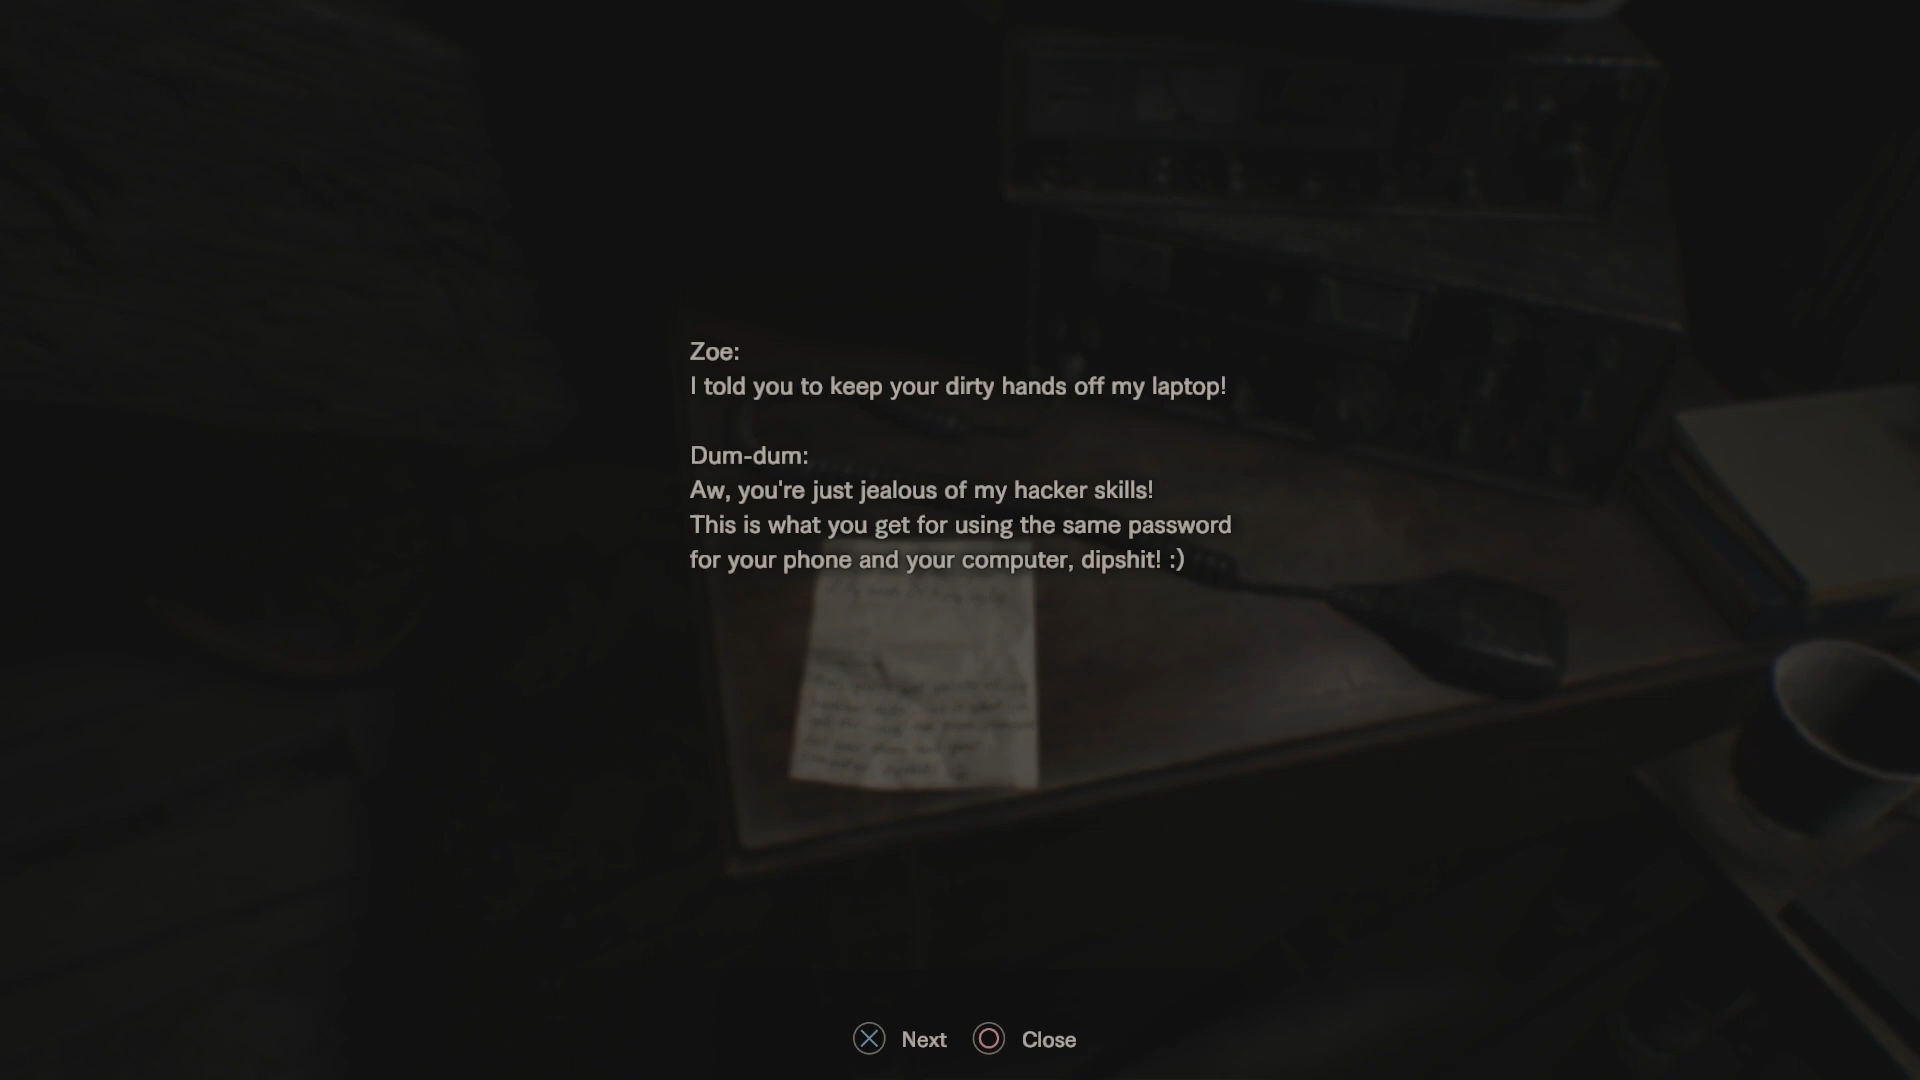 Zoe:
I told you to keep your dirty hands off my laptop!
Dum-dum:
Aw, you're just jealous of my hacker skills!
This is what you get for using the same password
for your phone and your computer, dipshit! :)
Next
Close